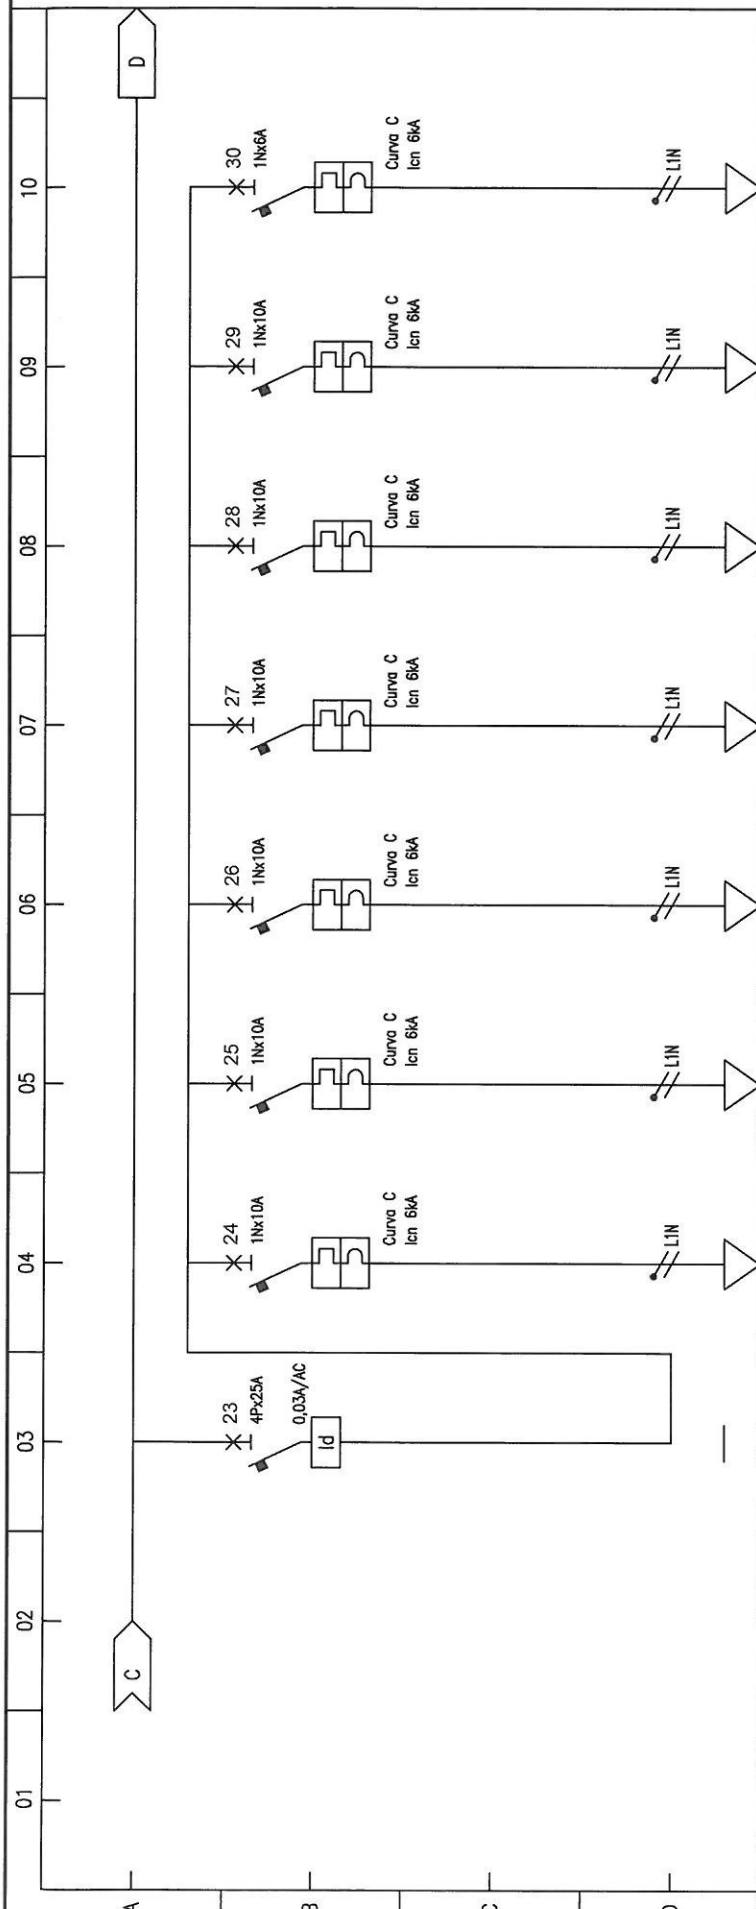 01
02
03
04
05
06
07
08
09
10
A
B
C
D
C
D
23
4Px25A
0,03A/AC
Id
24
1Nx10A
Curva C
Icn 6kA
L1N
25
1Nx10A
Curva C
Icn 6kA
L1N
26
1Nx10A
Curva C
Icn 6kA
L1N
27
1Nx10A
Curva C
Icn 6kA
L1N
28
1Nx10A
Curva C
Icn 6kA
L1N
29
1Nx10A
Curva C
Icn 6kA
L1N
30
1Nx6A
Curva C
Icn 6kA
L1N